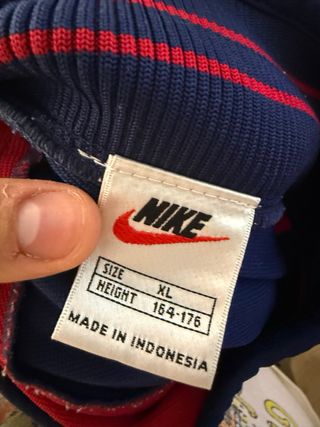 NIKE
SIZE XL
HEIGHT 164-176
MADE IN INDONESIA